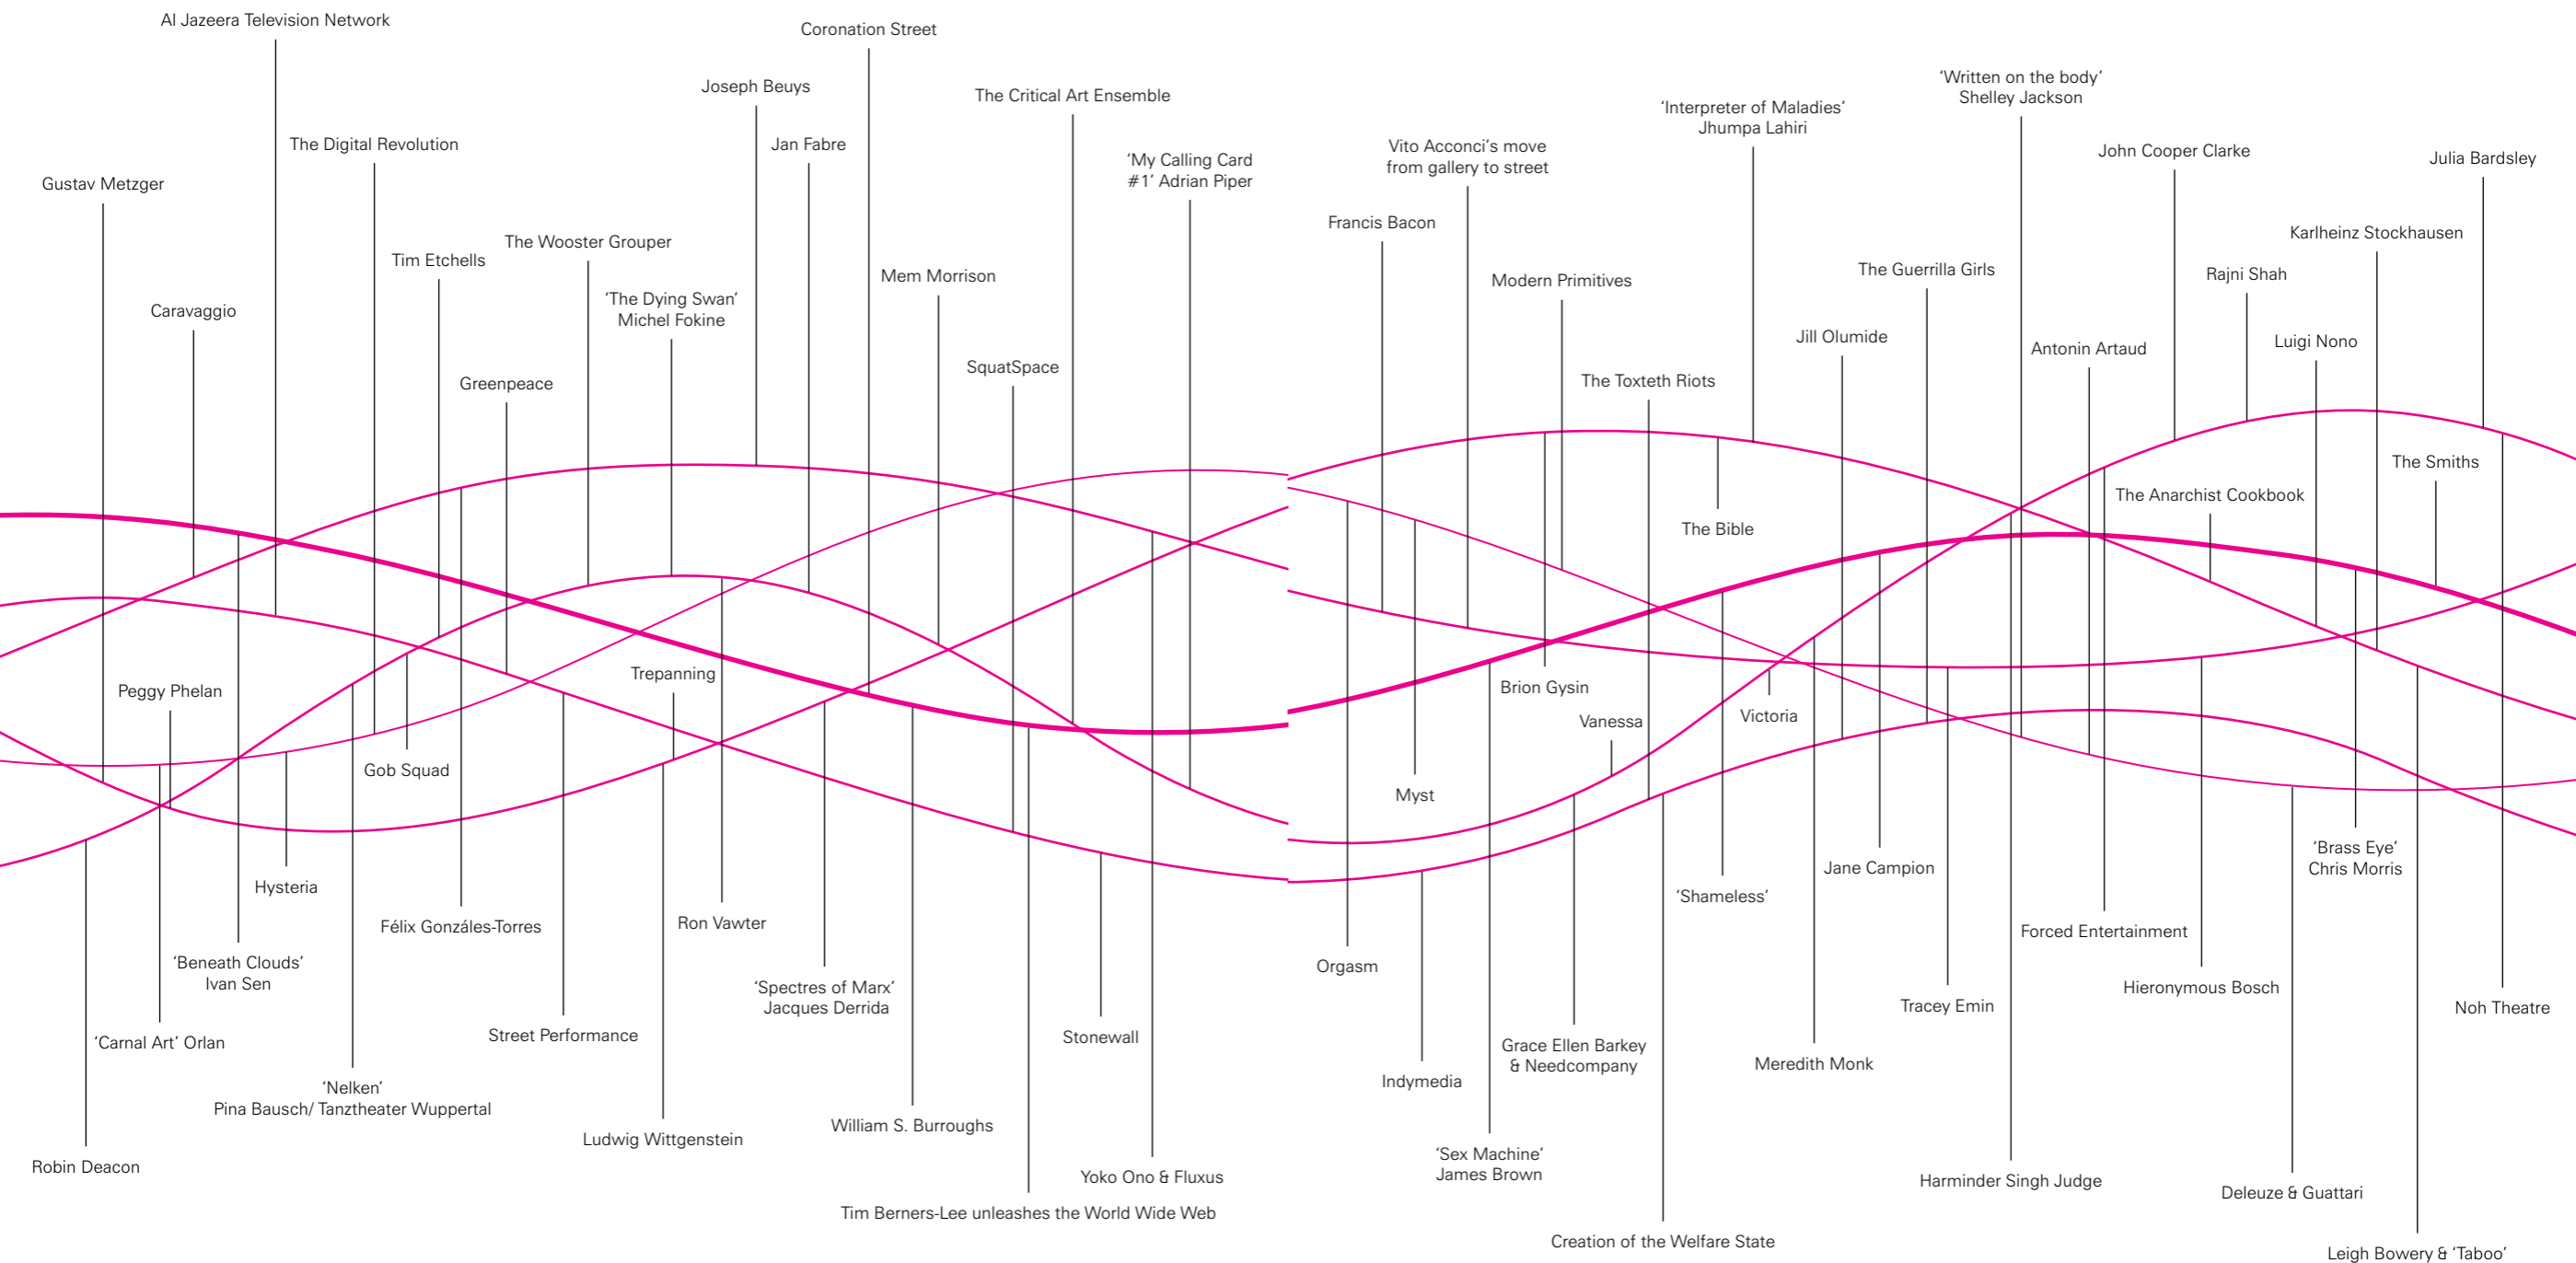 Al Jazeera Television Network
Coronation Street
Joseph Beuys
The Critical Art Ensemble
‘Written on the body’
Shelley Jackson
‘Interpreter of Maladies’
Jhumpa Lahiri
The Digital Revolution
Jan Fabre
‘My Calling Card
#1’ Adrian Piper
Vito Acconci’s move
from gallery to street
John Cooper Clarke
Julia Bardsley
Gustav Metzger
Francis Bacon
Karlheinz Stockhausen
The Wooster Grouper
Tim Etchells
Mem Morrison
Modern Primitives
The Guerrilla Girls
Rajni Shah
‘The Dying Swan’
Michel Fokine
Caravaggio
Jill Olumide
Antonin Artaud
Luigi Nono
SquatSpace
Greenpeace
The Toxteth Riots
The Smiths
The Anarchist Cookbook
The Bible
Trepanning
Peggy Phelan
Brion Gysin
Vanessa
Victoria
Gob Squad
Myst
Hysteria
‘Brass Eye’
Chris Morris
Jane Campion
‘Shameless’
Félix Gonzáles-Torres
Ron Vawter
Forced Entertainment
‘Beneath Clouds’
Ivan Sen
Orgasm
‘Spectres of Marx’
Jacques Derrida
Hieronymous Bosch
Tracey Emin
Noh Theatre
‘Carnal Art’ Orlan
Street Performance
Stonewall
Grace Ellen Barkey
& Needcompany
Meredith Monk
‘Nelken’
Pina Bausch/ Tanztheater Wuppertal
Indymedia
William S. Burroughs
Ludwig Wittgenstein
‘Sex Machine’
James Brown
Robin Deacon
Yoko Ono & Fluxus
Harminder Singh Judge
Deleuze & Guattari
Tim Berners-Lee unleashes the World Wide Web
Creation of the Welfare State
Leigh Bowery & ‘Taboo’